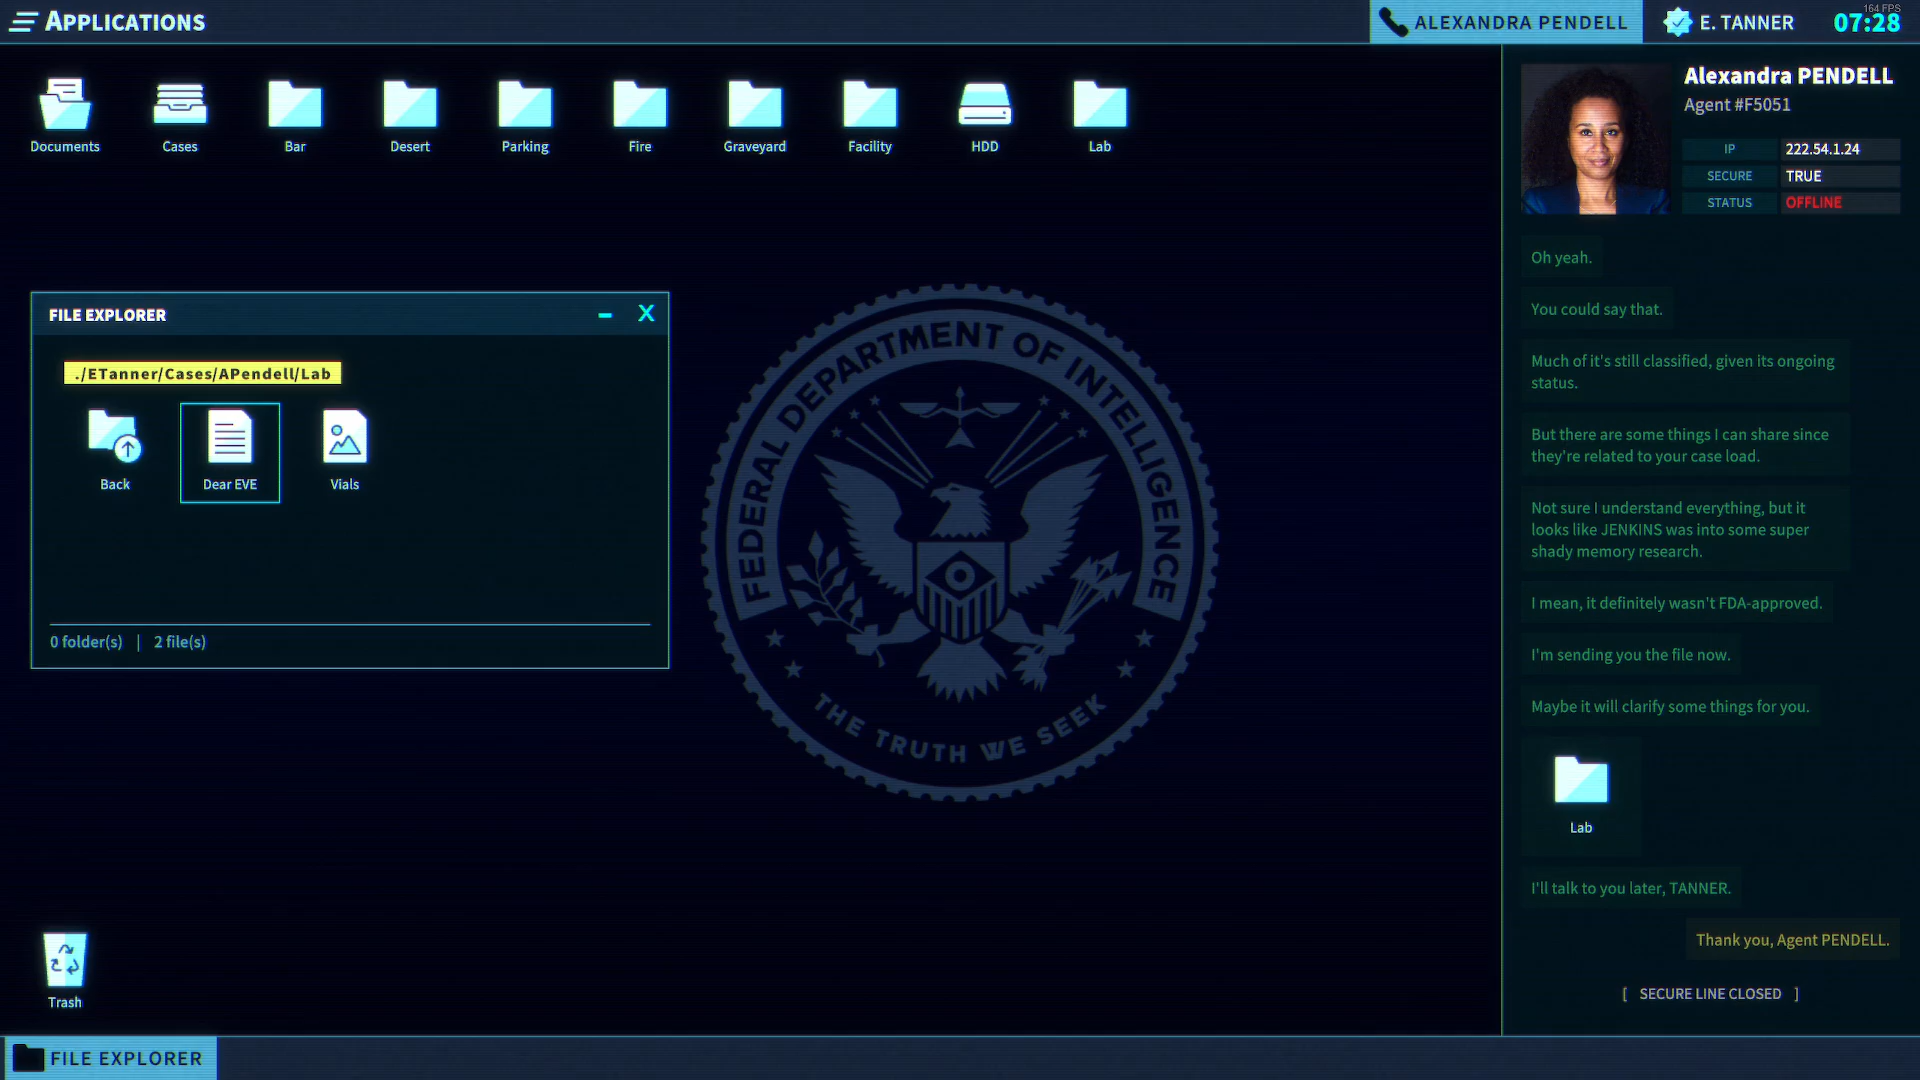 APPLICATIONS
ALEXANDRA PENDELL
E. TANNER
164 FPS
07:28
Documents
Cases
Bar
Desert
Parking
Fire
Graveyard
Facility
HDD
Lab
FILE EXPLORER
./ETanner/Cases/APendell/Lab
Back
Dear EVE
Vials
0 folder(s) | 2 file(s)
FEDERAL DEPARTMENT OF INTELLIGENCE
THE TRUTH WE SEEK
Trash
FILE EXPLORER
Alexandra PENDELL
Agent #F5051
IP 222.54.1.24
SECURE TRUE
STATUS OFFLINE
Oh yeah.
You could say that.
Much of it's still classified, given its ongoing
status.
But there are some things I can share since
they're related to your case load.
Not sure I understand everything, but it
looks like JENKINS was into some super
shady memory research.
I mean, it definitely wasn't FDA-approved.
I'm sending you the file now.
Maybe it will clarify some things for you.
Lab
I'll talk to you later, TANNER.
Thank you, Agent PENDELL.
[ SECURE LINE CLOSED ]